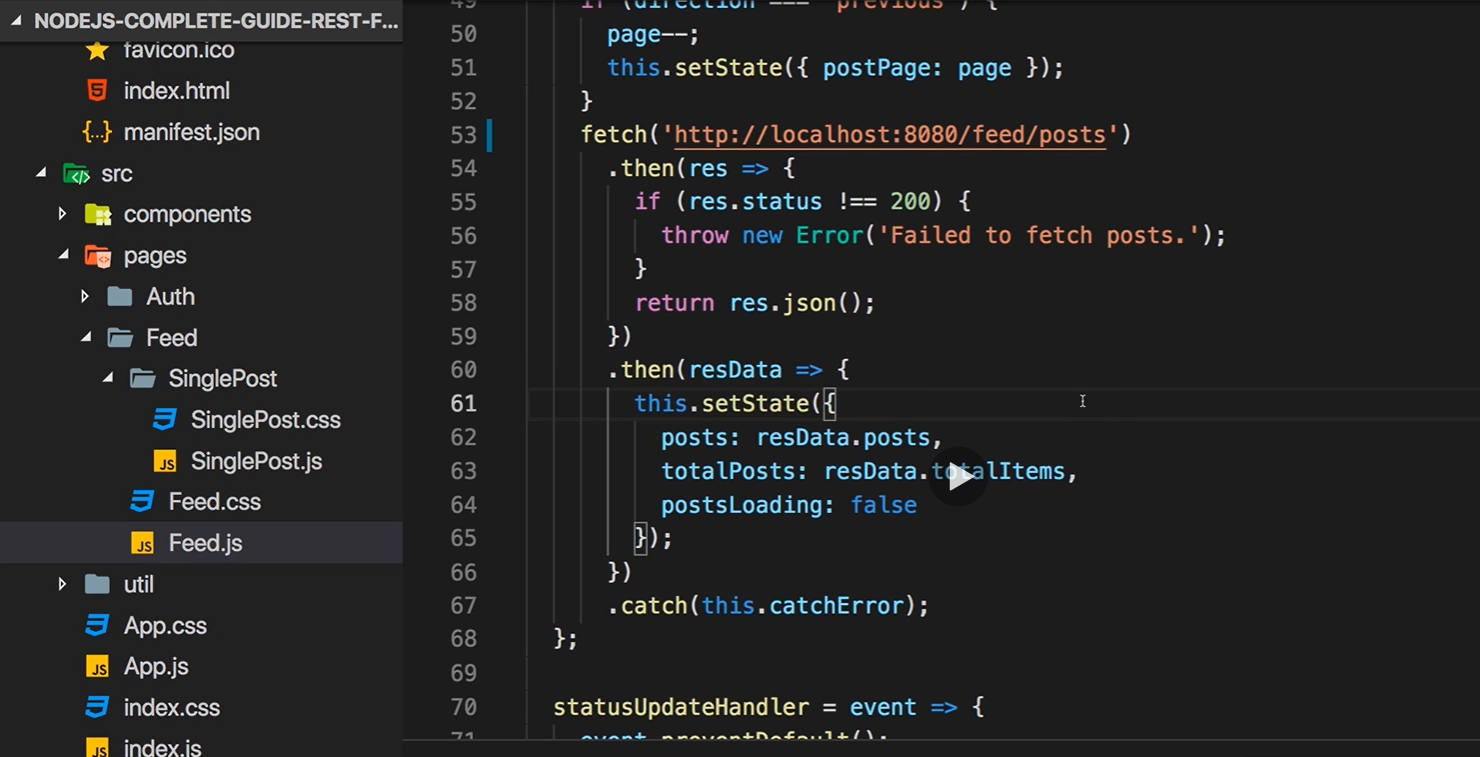 NODEJS-COMPLETE-GUIDE-REST-F...
favicon.ico
index.html
manifest.json
src
components
pages
Auth
Feed
SinglePost
SinglePost.css
SinglePost.js
Feed.css
Feed.js
util
App.css
App.js
index.css
index.js
49 if (direction === 'previous') {
50 page--;
51 this.setState({ postPage: page });
52 }
53 fetch('http://localhost:8080/feed/posts')
54 .then(res => {
55 if (res.status !== 200) {
56 throw new Error('Failed to fetch posts.');
57 }
58 return res.json();
59 })
60 .then(resData => {
61 this.setState({
62 posts: resData.posts,
63 totalPosts: resData.totalItems,
64 postsLoading: false
65 });
66 })
67 .catch(this.catchError);
68 };
69
70 statusUpdateHandler = event => {
71 event.preventDefault();